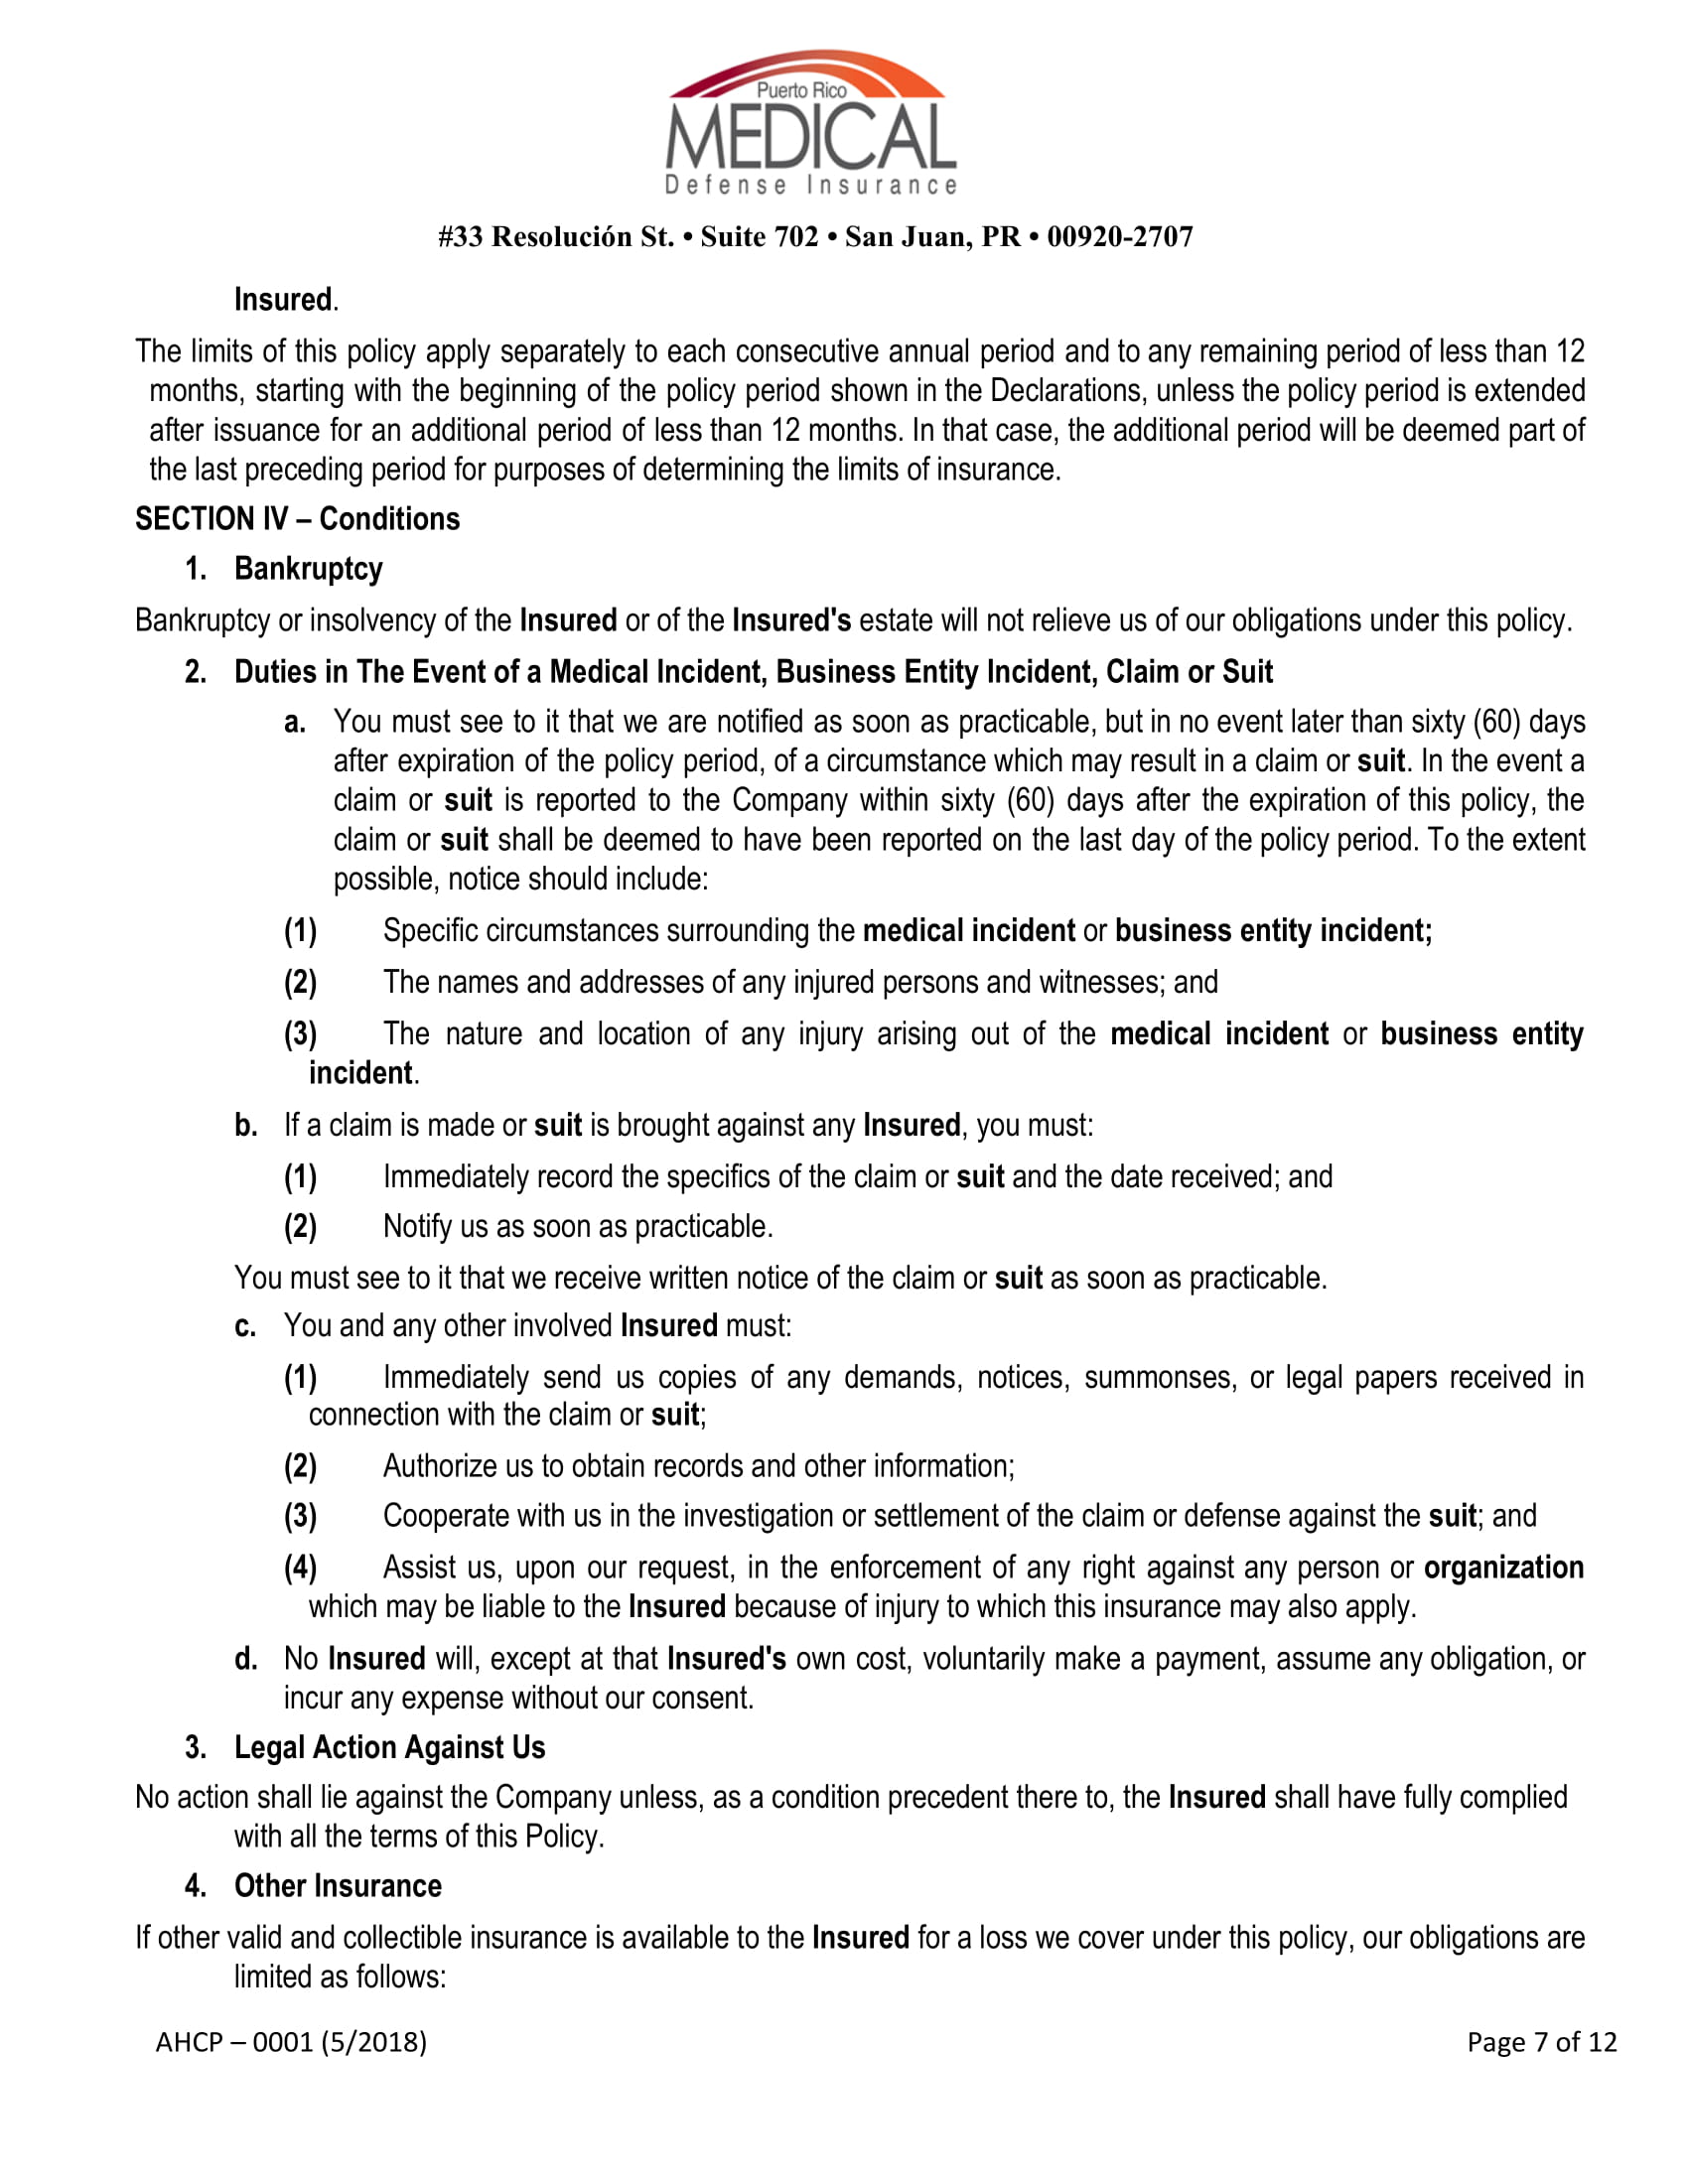 Puerto Rico
MEDICAL
Defense Insurance
#33 Resolución St. • Suite 702 • San Juan, PR • 00920-2707
Insured.
The limits of this policy apply separately to each consecutive annual period and to any remaining period of less than 12
months, starting with the beginning of the policy period shown in the Declarations, unless the policy period is extended
after issuance for an additional period of less than 12 months. In that case, the additional period will be deemed part of
the last preceding period for purposes of determining the limits of insurance.
SECTION IV – Conditions
1. Bankruptcy
Bankruptcy or insolvency of the Insured or of the Insured's estate will not relieve us of our obligations under this policy.
2. Duties in The Event of a Medical Incident, Business Entity Incident, Claim or Suit
a. You must see to it that we are notified as soon as practicable, but in no event later than sixty (60) days
after expiration of the policy period, of a circumstance which may result in a claim or suit. In the event a
claim or suit is reported to the Company within sixty (60) days after the expiration of this policy, the
claim or suit shall be deemed to have been reported on the last day of the policy period. To the extent
possible, notice should include:
(1) Specific circumstances surrounding the medical incident or business entity incident;
(2) The names and addresses of any injured persons and witnesses; and
(3) The nature and location of any injury arising out of the medical incident or business entity
incident.
b. If a claim is made or suit is brought against any Insured, you must:
(1) Immediately record the specifics of the claim or suit and the date received; and
(2) Notify us as soon as practicable.
You must see to it that we receive written notice of the claim or suit as soon as practicable.
c. You and any other involved Insured must:
(1) Immediately send us copies of any demands, notices, summonses, or legal papers received in
connection with the claim or suit;
(2) Authorize us to obtain records and other information;
(3) Cooperate with us in the investigation or settlement of the claim or defense against the suit; and
(4) Assist us, upon our request, in the enforcement of any right against any person or organization
which may be liable to the Insured because of injury to which this insurance may also apply.
d. No Insured will, except at that Insured's own cost, voluntarily make a payment, assume any obligation, or
incur any expense without our consent.
3. Legal Action Against Us
No action shall lie against the Company unless, as a condition precedent there to, the Insured shall have fully complied
with all the terms of this Policy.
4. Other Insurance
If other valid and collectible insurance is available to the Insured for a loss we cover under this policy, our obligations are
limited as follows:
AHCP – 0001 (5/2018)
Page 7 of 12